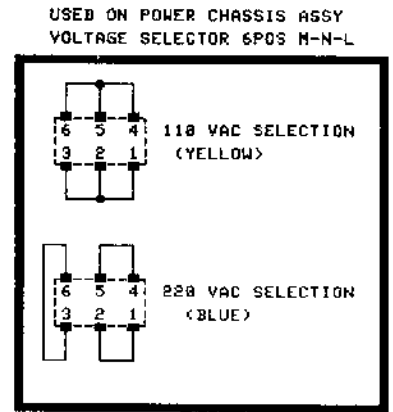 USED ON POWER CHASSIS ASSY
VOLTAGE SELECTOR 6POS M-N-L
6 5 4
3 2 1
110 VAC SELECTION
(YELLOW)
6 5 4
3 2 1
220 VAC SELECTION
(BLUE)